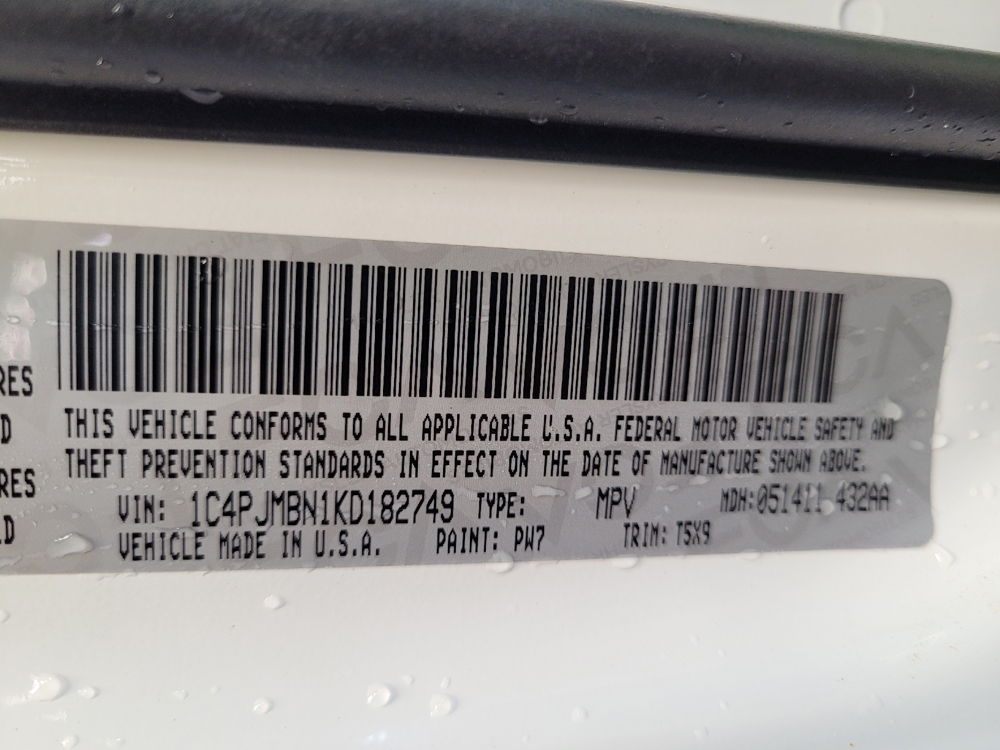 RES
D
RES
LD
THIS VEHICLE CONFORMS TO ALL APPLICABLE U.S.A. FEDERAL MOTOR VEHICLE SAFETY AND
THEFT PREVENTION STANDARDS IN EFFECT ON THE DATE OF MANUFACTURE SHOWN ABOVE.
VIN: 1C4PJMBN1KD182749 TYPE: MPV MDH:051411 432AA
VEHICLE MADE IN U.S.A. PAINT: PW7 TRIM: T5X9